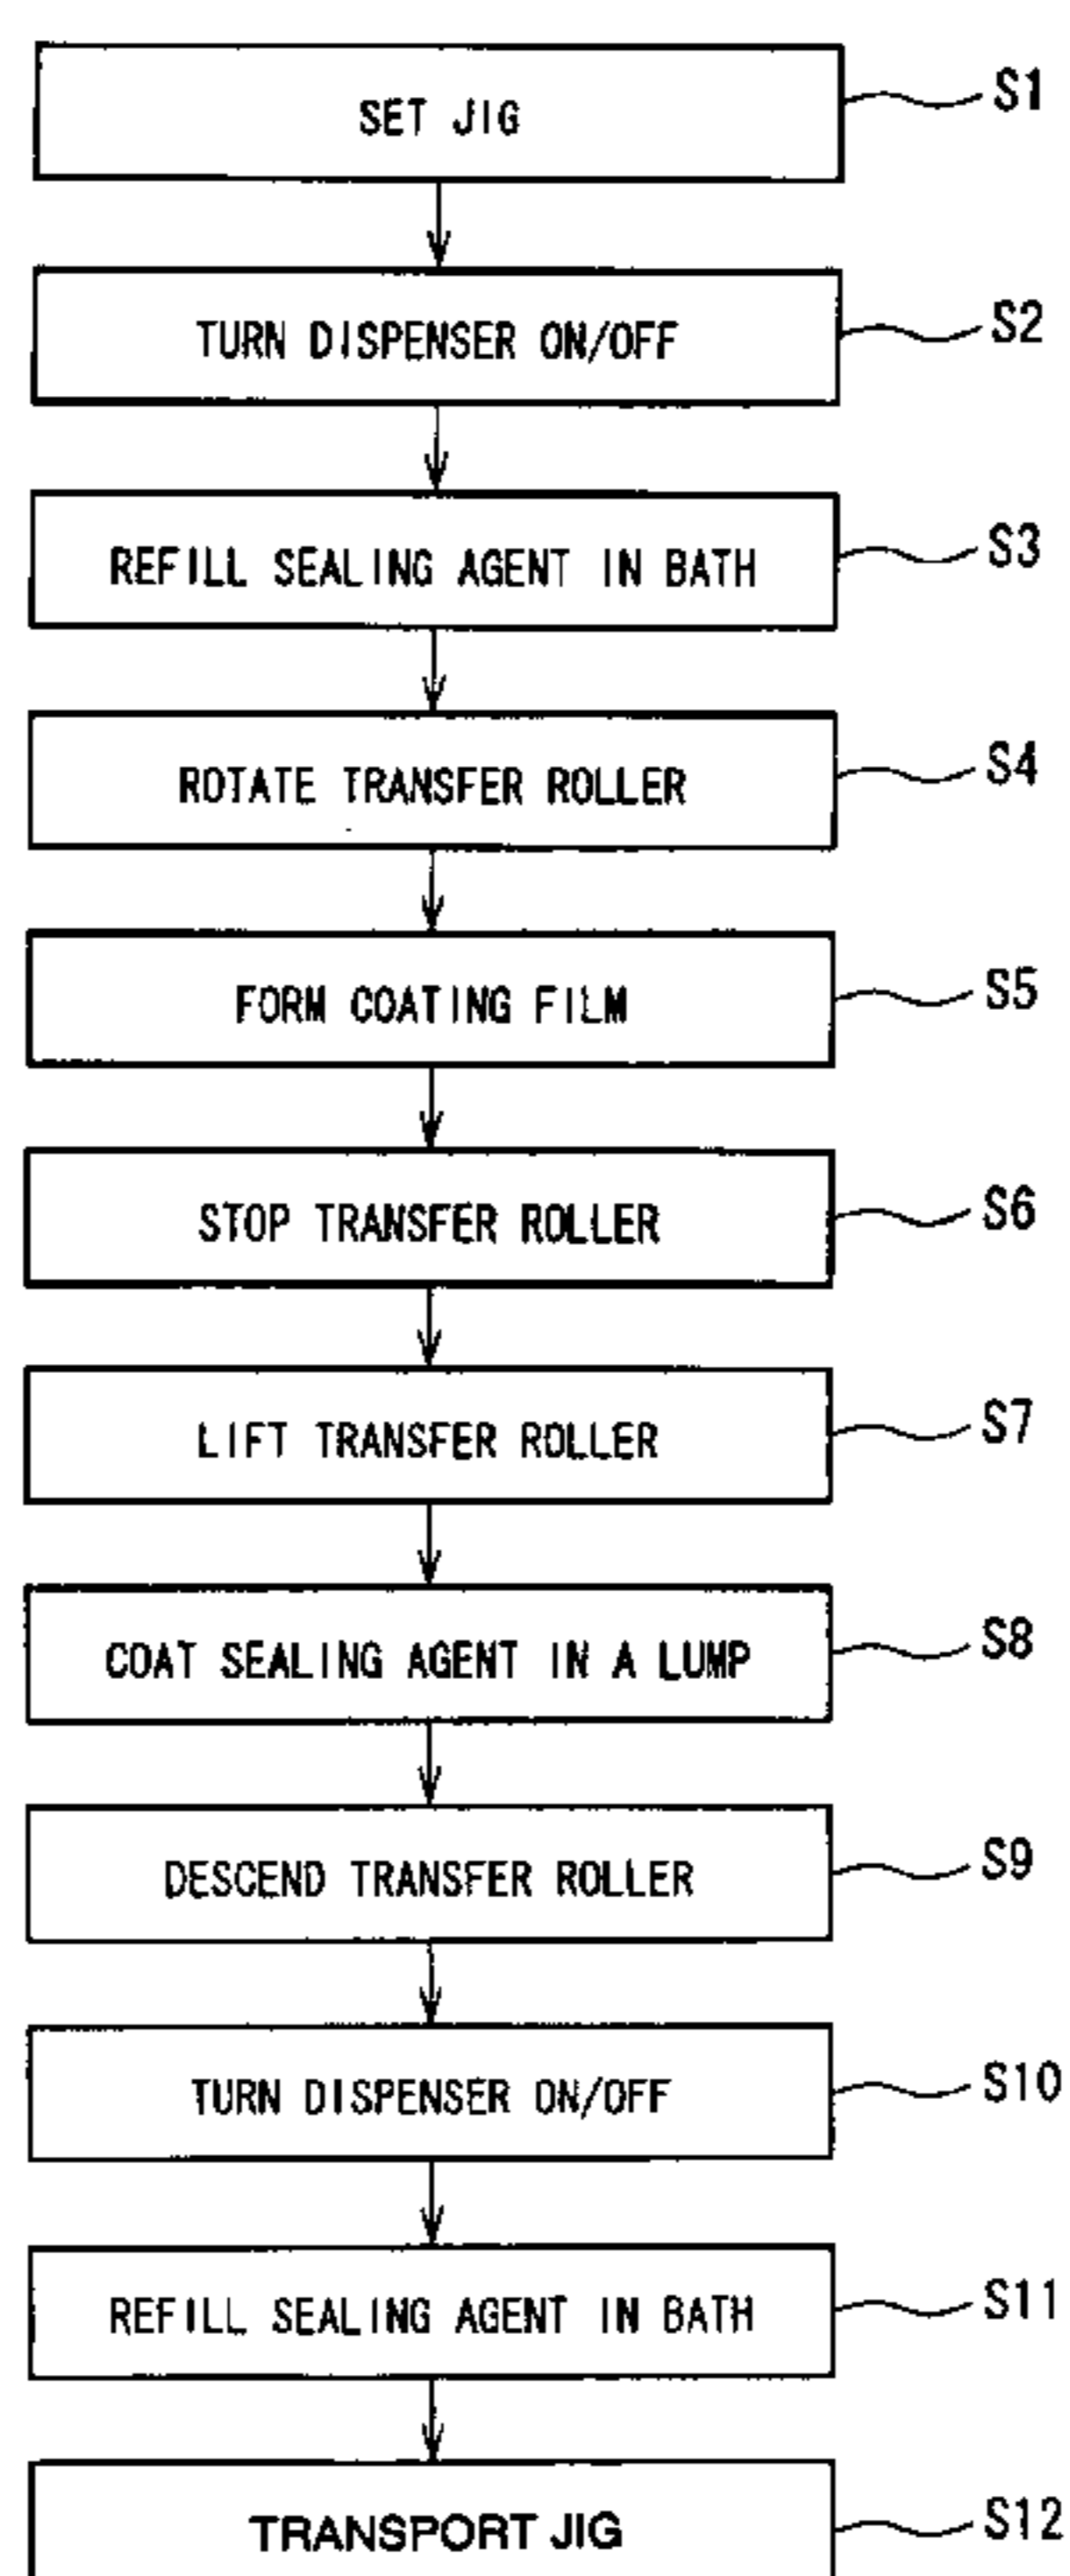 SET JIG S1
TURN DISPENSER ON/OFF S2
REFILL SEALING AGENT IN BATH S3
ROTATE TRANSFER ROLLER S4
FORM COATING FILM S5
STOP TRANSFER ROLLER S6
LIFT TRANSFER ROLLER S7
COAT SEALING AGENT IN A LUMP S8
DESCEND TRANSFER ROLLER S9
TURN DISPENSER ON/OFF S10
REFILL SEALING AGENT IN BATH S11
TRANSPORT JIG S12